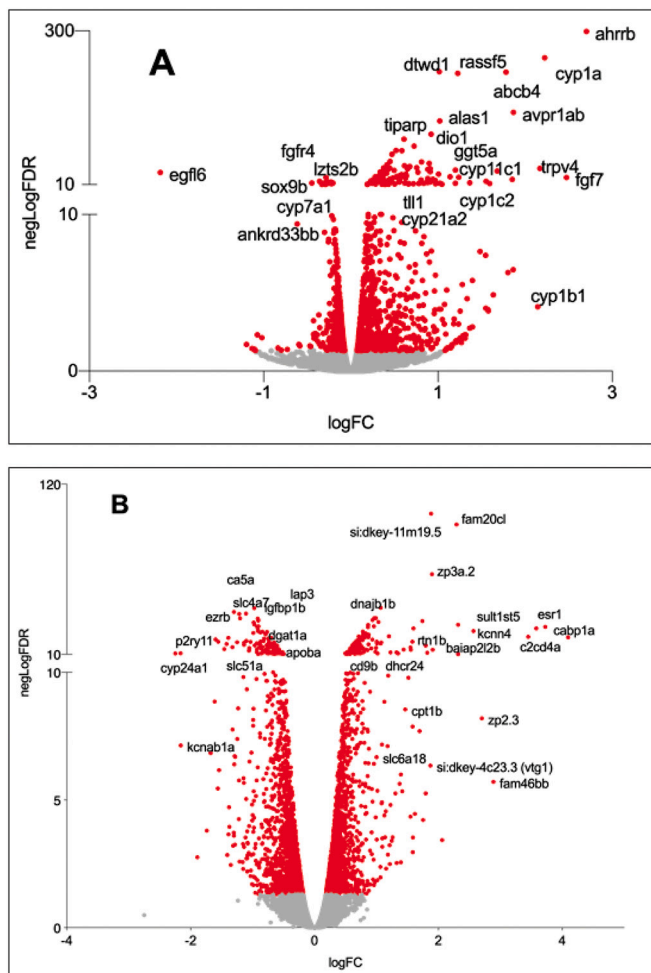 300
A
ahrrb
dtwd1 rassf5
cyp1a
abcb4
alas1 avpr1ab
tiparp
dio1
fgfr4
lzts2b
ggt5a
egfl6
cyp11c1 trpv4
10
sox9b
fgf7
cyp7a1
tll1
cyp1c2
10
cyp21a2
ankrd33bb
negLogFDR
cyp1b1
0
-3 -1 1 3
logFC
120
B
fam20cl
si:dkey-11m19.5
zp3a.2
ca5a
lap3
slc4a7
igfbp1b
dnajb1b
ezrb
sult1st5 esr1
kcnn4
cabp1a
p2ry11
dgat1a
rtn1b
c2cd4a
10
apoba
baiap2l2b
cyp24a1
slc51a
cd9b dhcr24
10
negLogFDR
cpt1b
zp2.3
kcnab1a
slc6a18
si:dkey-4c23.3 (vtg1)
fam46bb
5
0
-4 -2 0 2 4
logFC